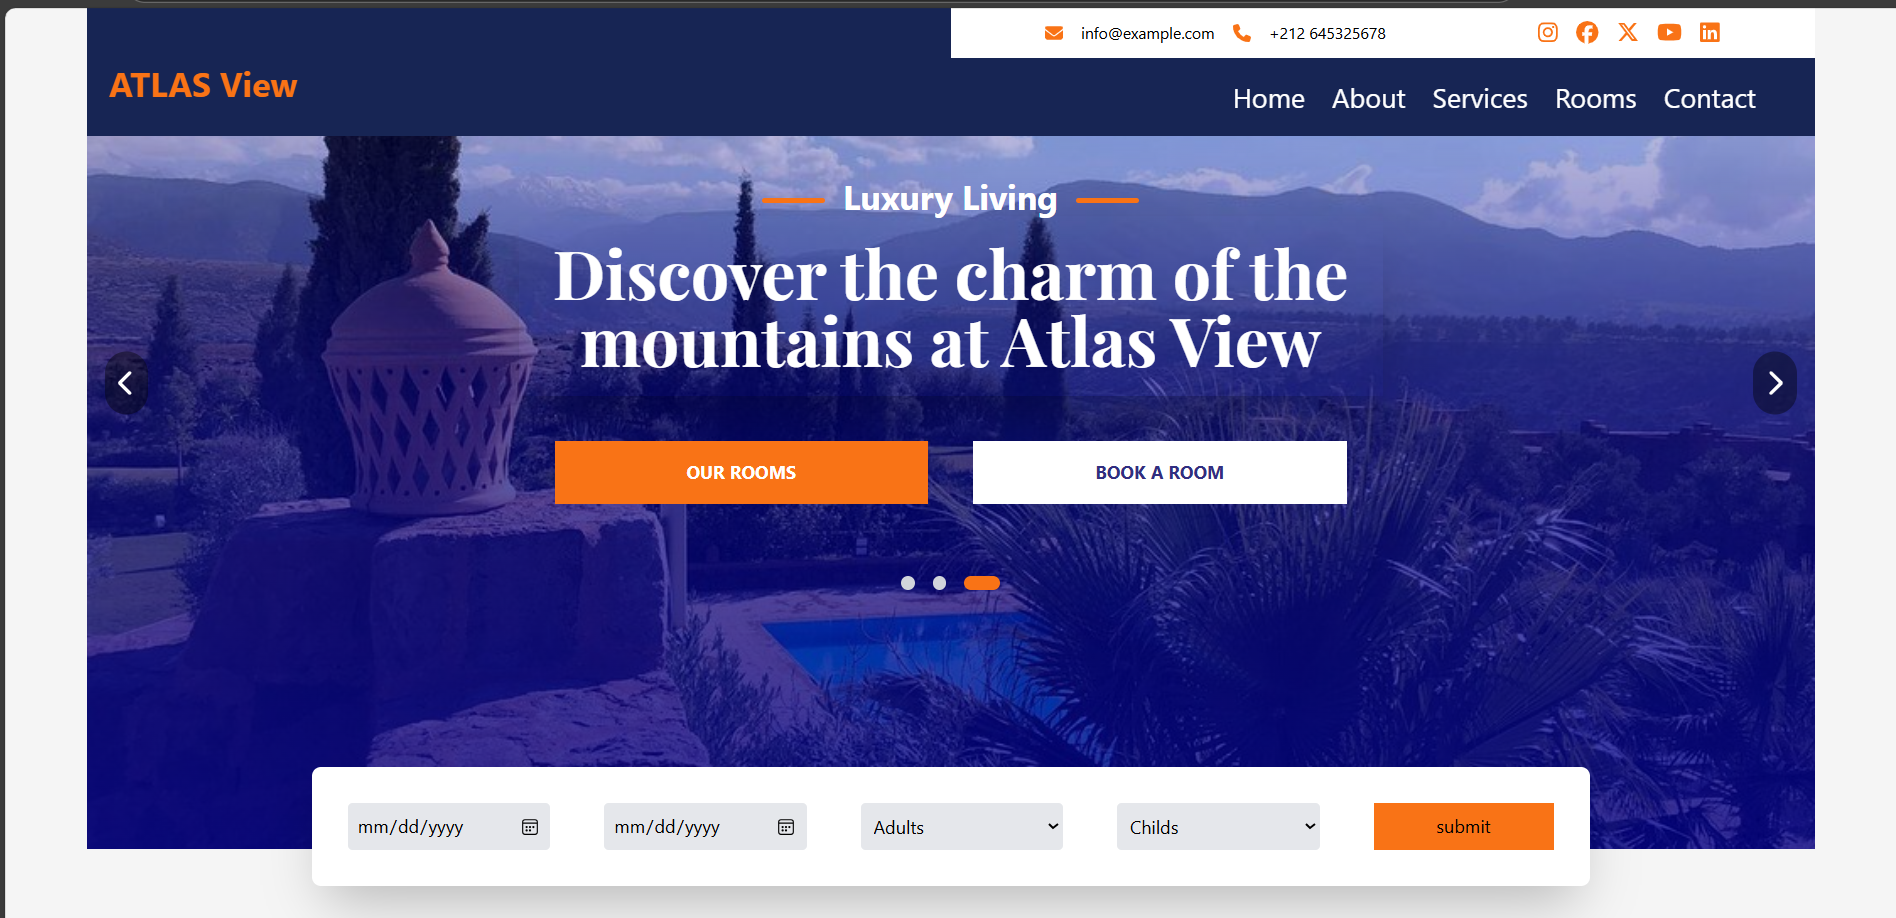 info@example.com +212 645325678
ATLAS View
Home About Services Rooms Contact
Luxury Living
Discover the charm of the
mountains at Atlas View
OUR ROOMS BOOK A ROOM
mm/dd/yyyy mm/dd/yyyy Adults Childs submit